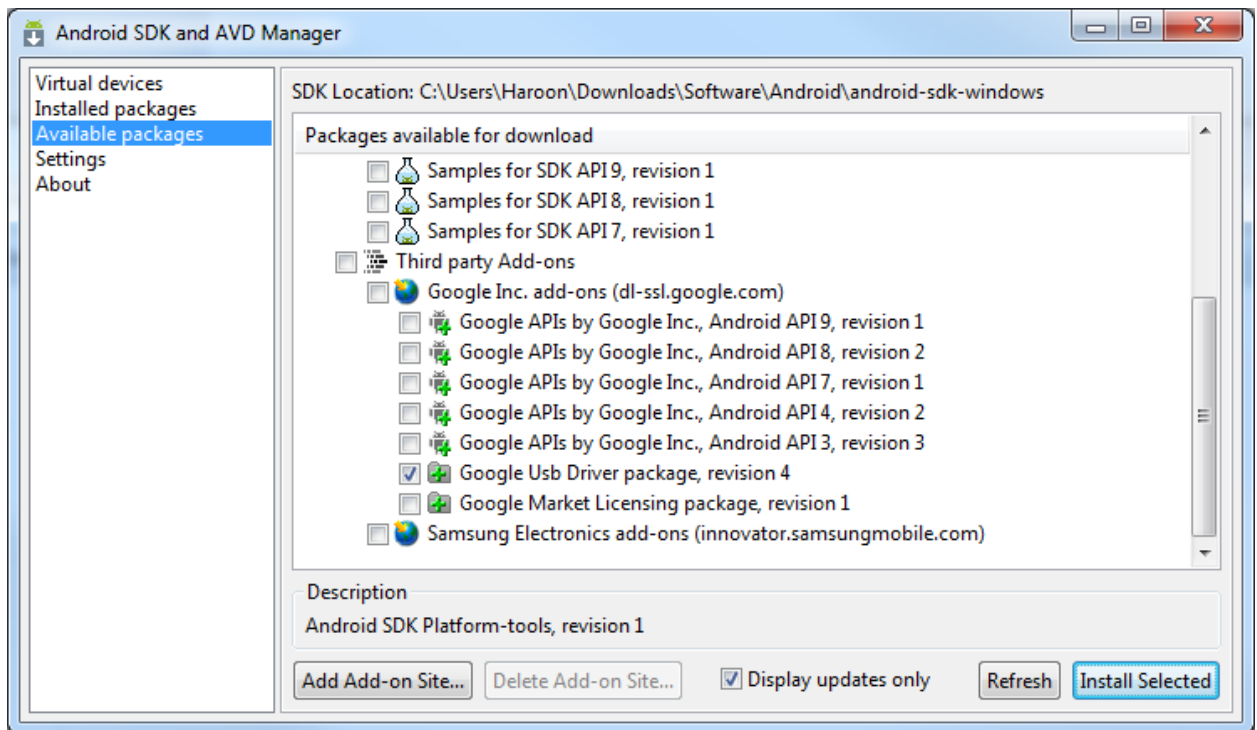 Android SDK and AVD Manager
Virtual devices
Installed packages
Available packages
Settings
About
SDK Location: C:\Users\Haroon\Downloads\Software\Android\android-sdk-windows
Packages available for download
Samples for SDK API 9, revision 1
Samples for SDK API 8, revision 1
Samples for SDK API 7, revision 1
Third party Add-ons
Google Inc. add-ons (dl-ssl.google.com)
Google APIs by Google Inc., Android API 9, revision 1
Google APIs by Google Inc., Android API 8, revision 2
Google APIs by Google Inc., Android API 7, revision 1
Google APIs by Google Inc., Android API 4, revision 2
Google APIs by Google Inc., Android API 3, revision 3
Google Usb Driver package, revision 4
Google Market Licensing package, revision 1
Samsung Electronics add-ons (innovator.samsungmobile.com)
Description
Android SDK Platform-tools, revision 1
Add Add-on Site... Delete Add-on Site... Display updates only Refresh Install Selected